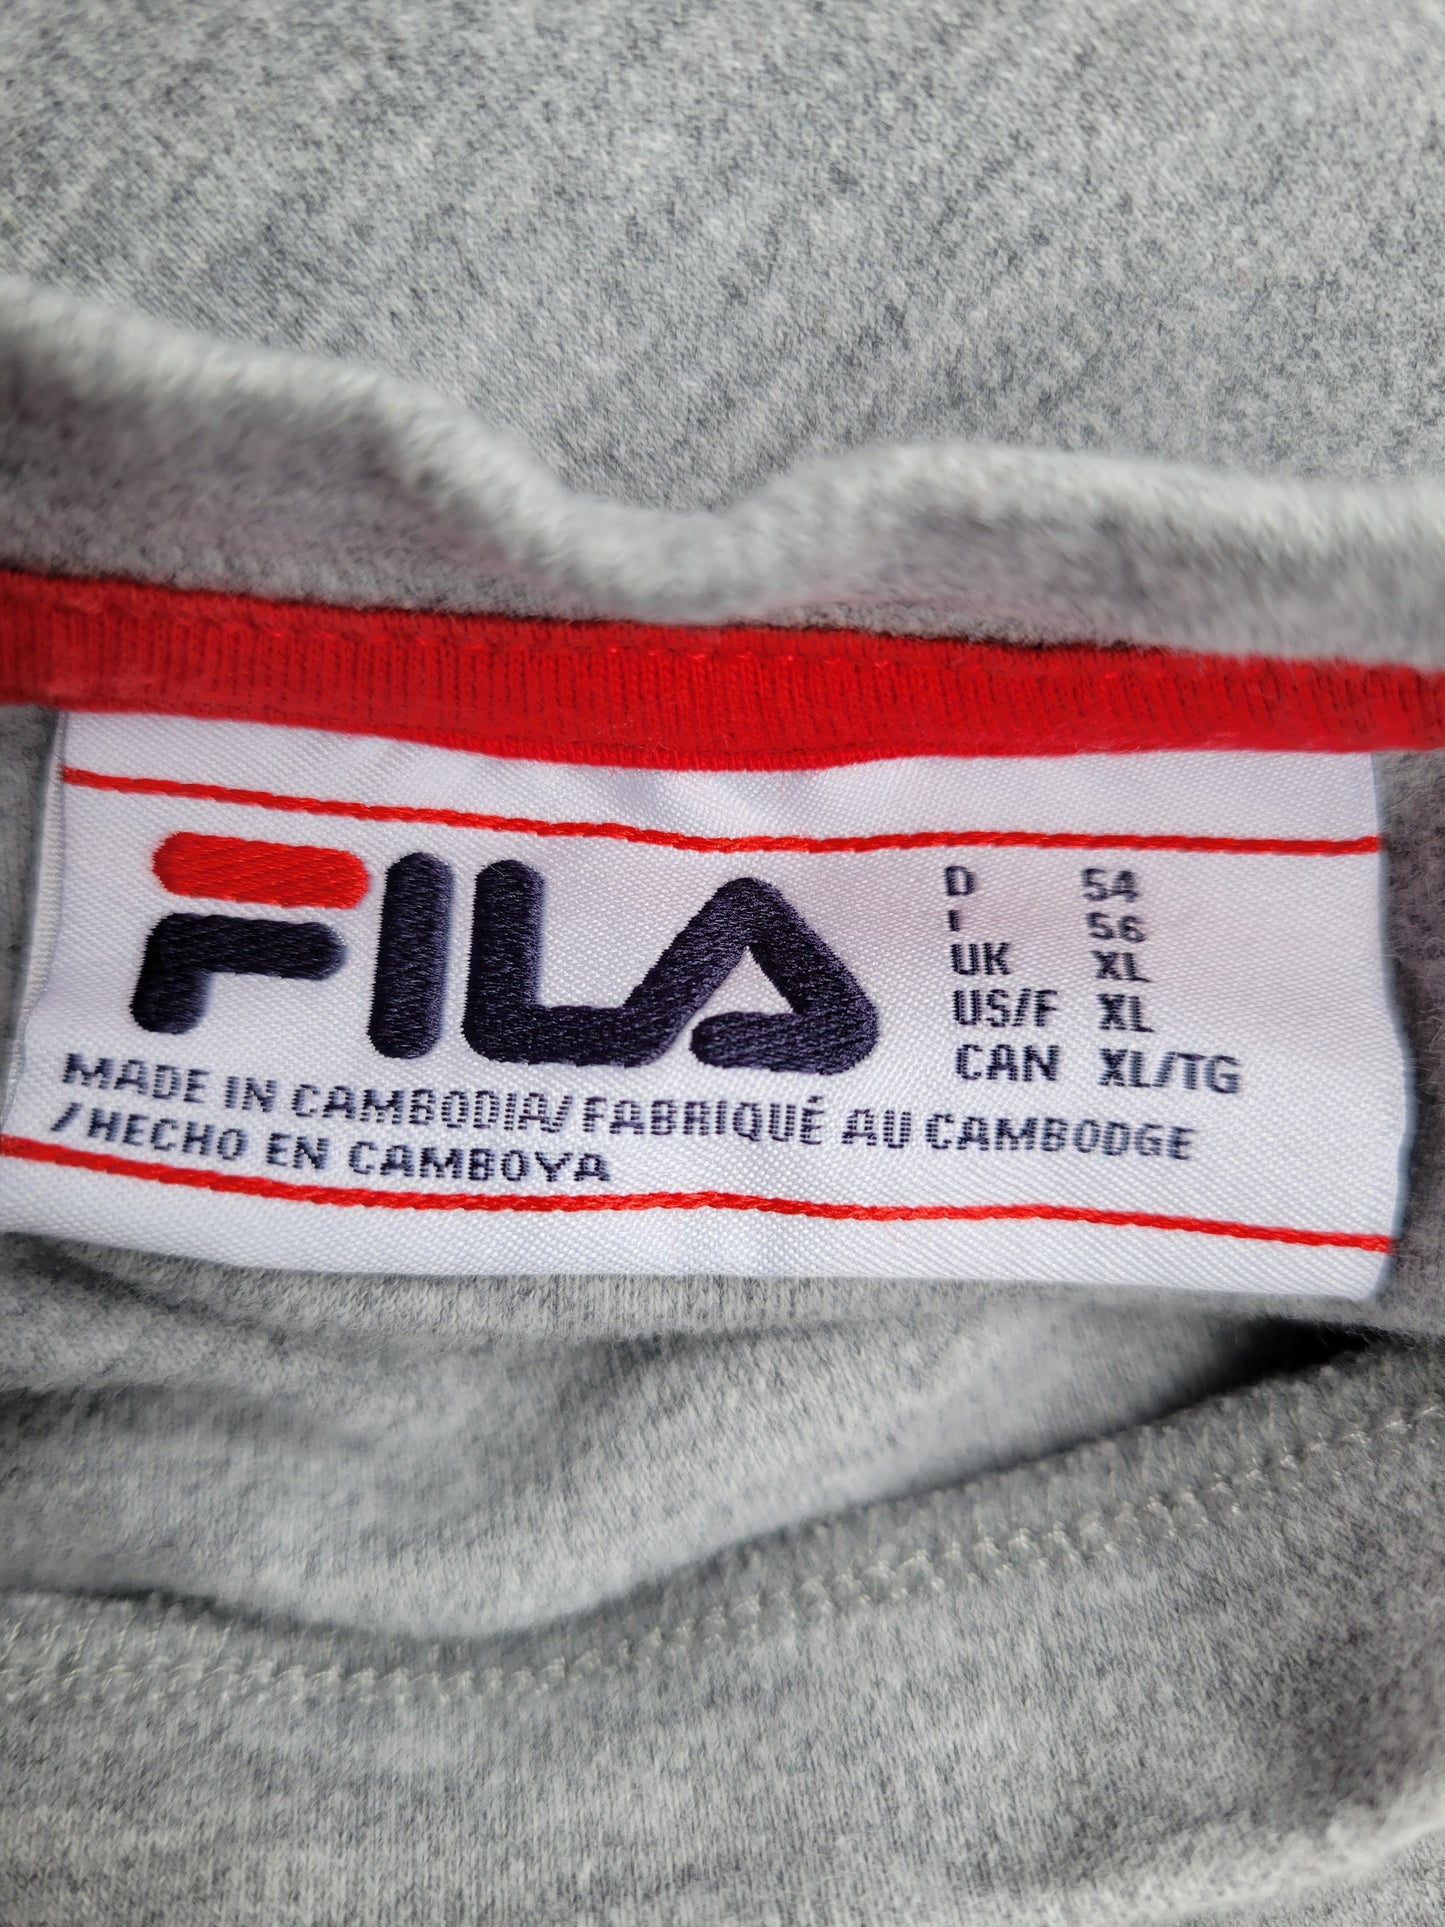 FILA
D 54
I 56
UK XL
US/F XL
CAN XL/TG
MADE IN CAMBODIA/FABRIQUÉ AU CAMBODGE
/HECHO EN CAMBOYA